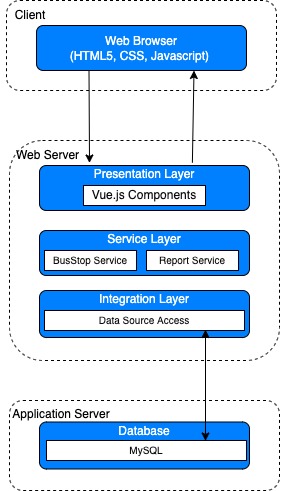 Client
Web Browser
(HTML5, CSS, Javascript)
Web Server
Presentation Layer
Vue.js Components
Service Layer
BusStop Service
Report Service
Integration Layer
Data Source Access
Application Server
Database
MySQL